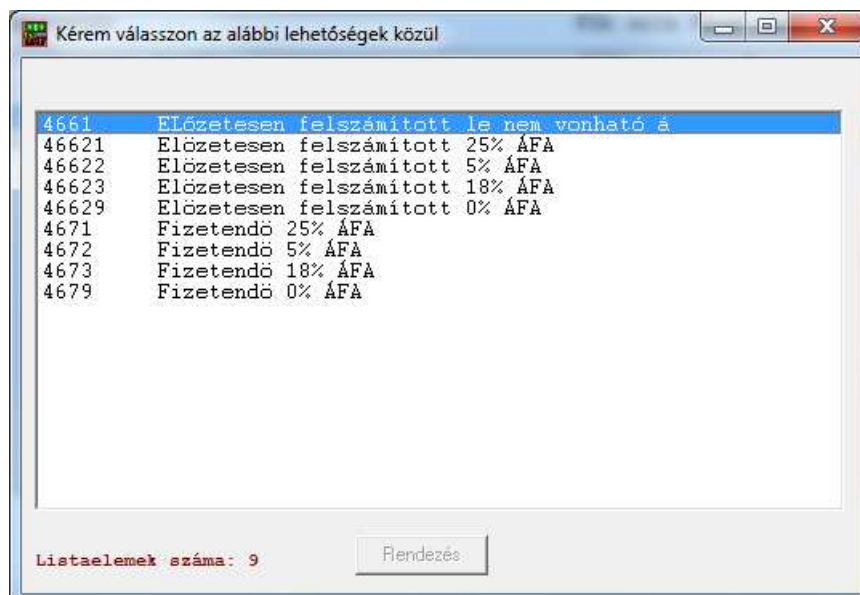 Kérem válasszon az alábbi lehetőségek közül
4661 ELőzetesen felszámított le nem vonható á
46621 Elözetesen felszámított 25% ÁFA
46622 Elözetesen felszámított 5% ÁFA
46623 Elözetesen felszámított 18% ÁFA
46629 Elözetesen felszámított 0% ÁFA
4671 Fizetendö 25% ÁFA
4672 Fizetendö 5% ÁFA
4673 Fizetendö 18% ÁFA
4679 Fizetendö 0% ÁFA
Listaelemek száma: 9
Rendezés